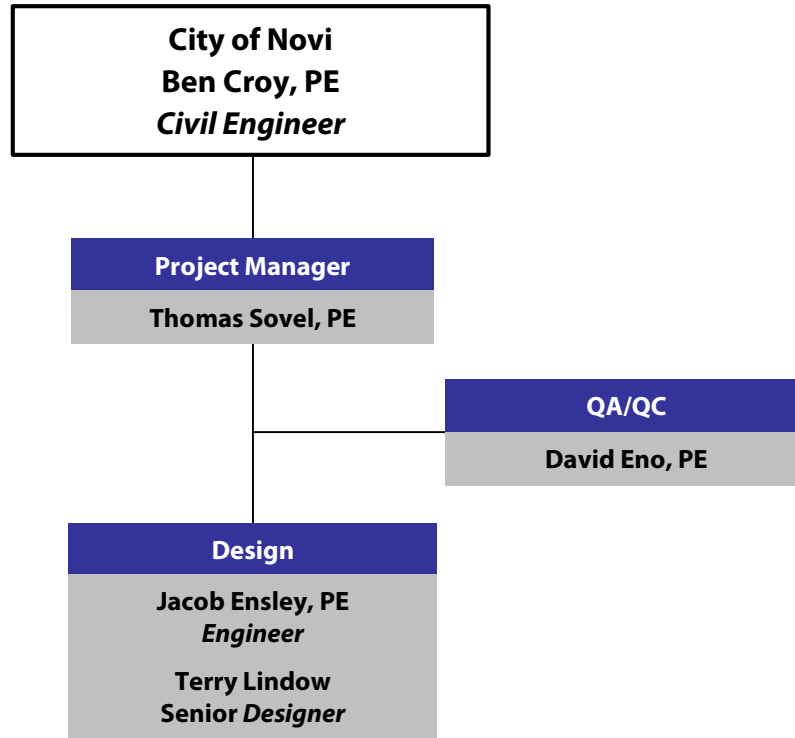 City of Novi
Ben Croy, PE
Civil Engineer
Project Manager
Thomas Sovel, PE
QA/QC
David Eno, PE
Design
Jacob Ensley, PE
Engineer
Terry Lindow
Senior Designer